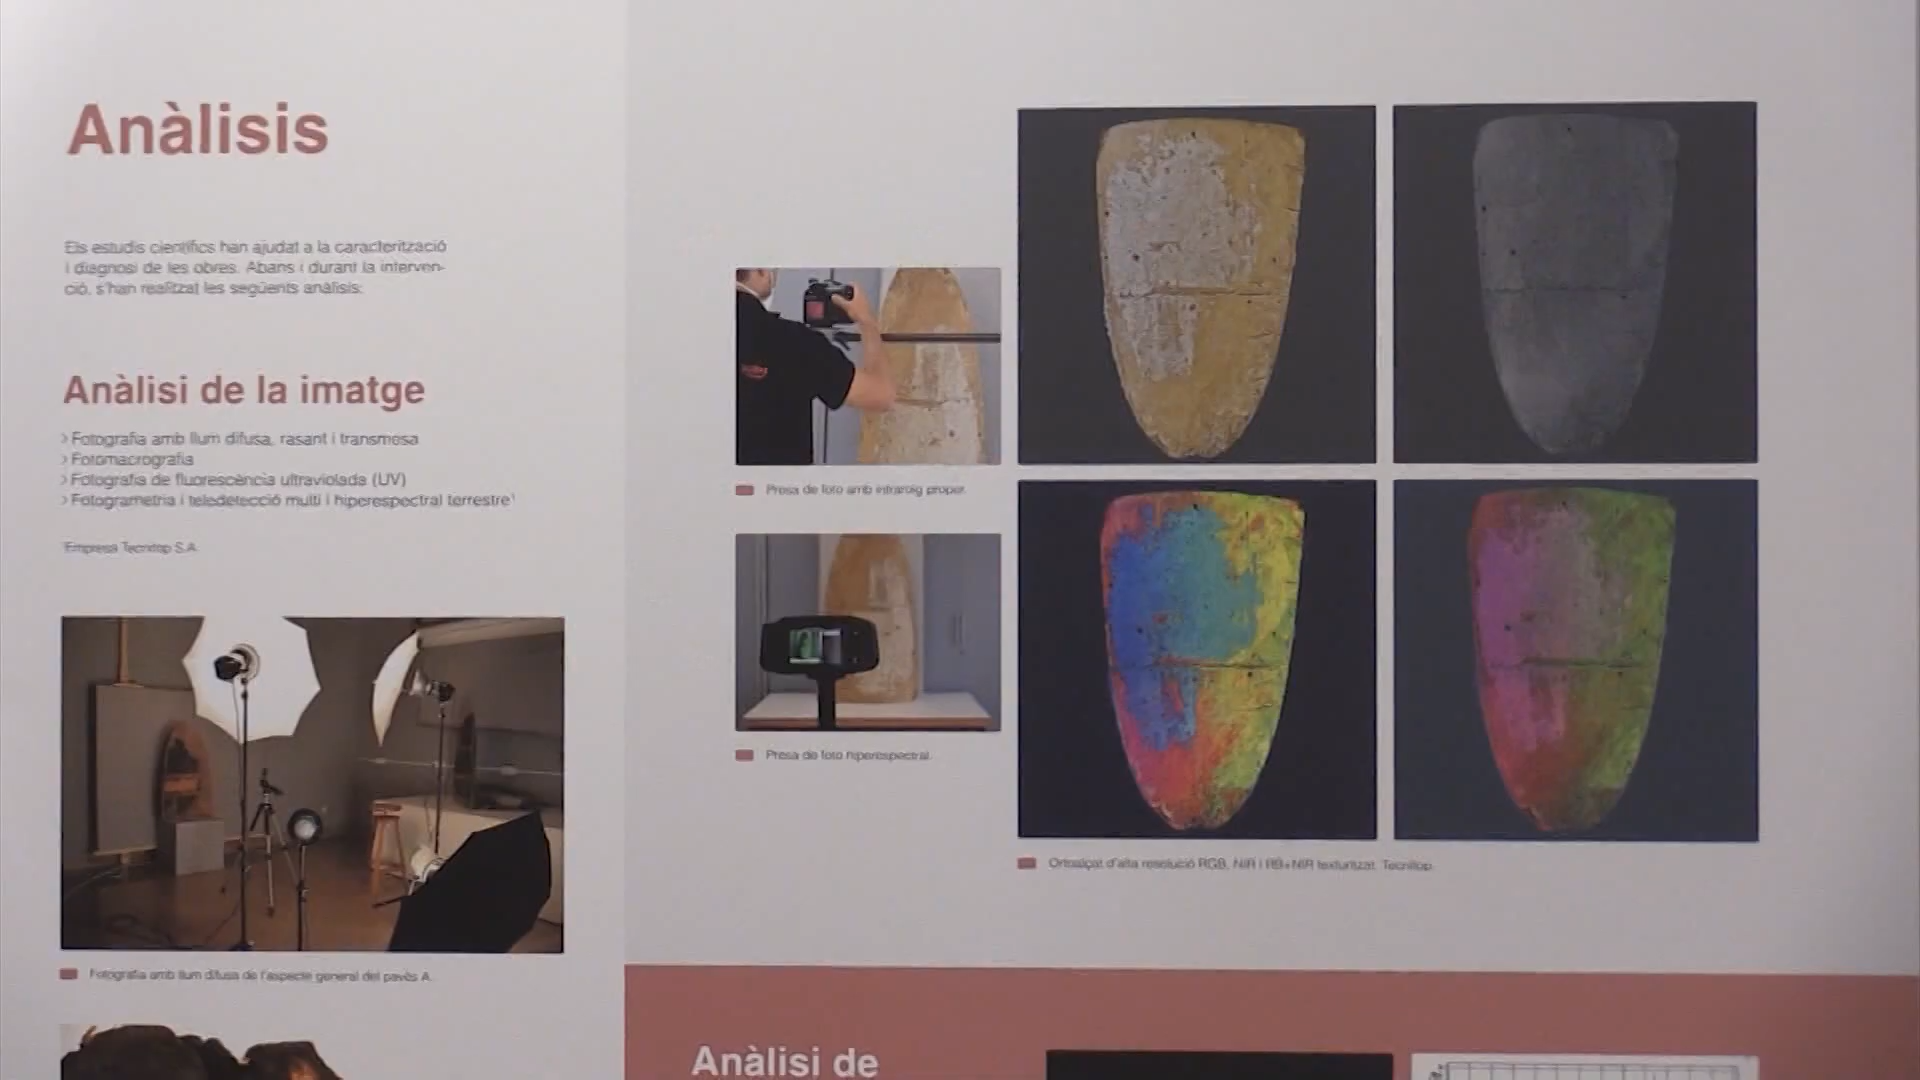 Anàlisis
Els estudis científics han ajudat a la caracterització
i diagnosi de les obres. Abans i durant la interven-
ció, s'han realitzat les següents anàlisis:
Anàlisi de la imatge
> Fotografia amb llum difusa, rasant i transmesa
> Fotomacrografia
> Fotografia de fluorescència ultraviolada (UV)
> Fotogrametria i teledetecció multi i hiperespectral terrestre¹
¹Empresa Tecnitop S.A.
Fotografia amb llum difusa de l'aspecte general del pavès A.
Presa de foto amb infraroig proper.
Presa de foto hiperespectral.
d'alta resolució RGB, NIR i RB+NIR texturitzat. Tecnitop.
Anàlisi de